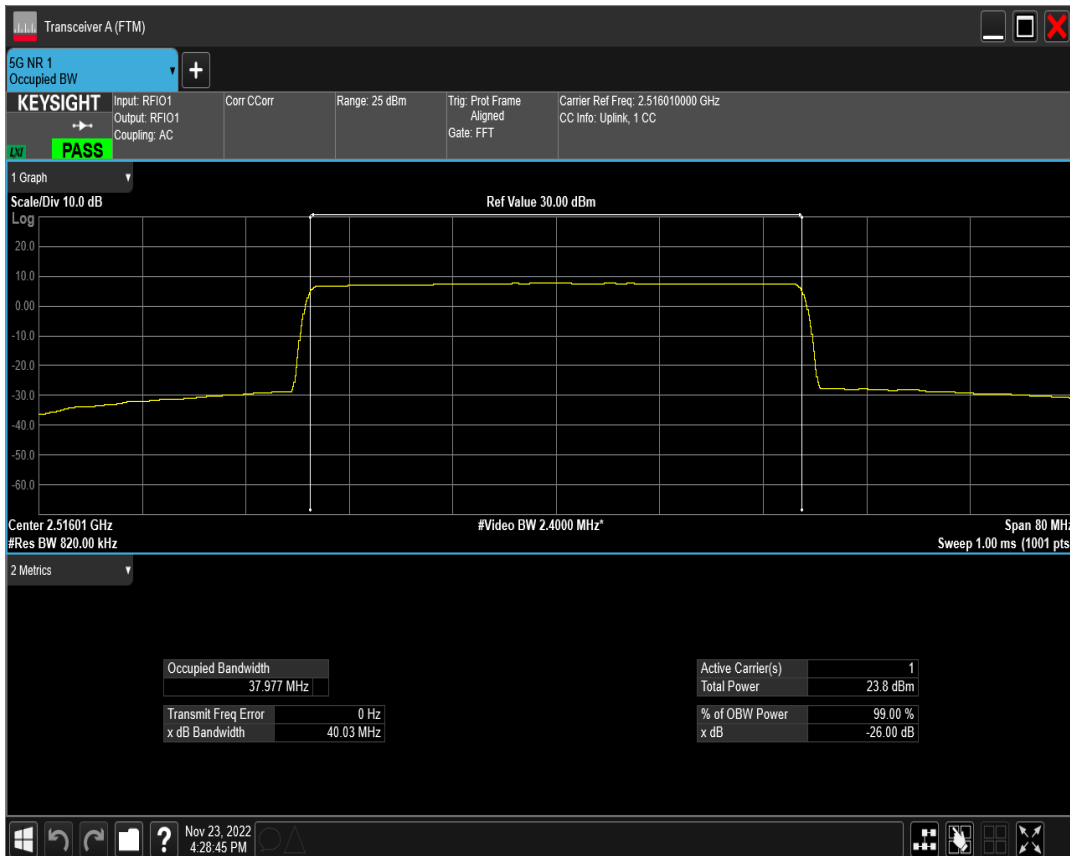 Transceiver A (FTM)
5G NR 1
Occupied BW
+
KEYSIGHT
LXI
PASS
Input: RFIO1
Output: RFIO1
Coupling: AC
Corr CCorr
Range: 25 dBm
Trig: Prot Frame
Aligned
Gate: FFT
Carrier Ref Freq: 2.516010000 GHz
CC Info: Uplink, 1 CC
1 Graph
Scale/Div 10.0 dB
Ref Value 30.00 dBm
Log
20.0
10.0
0.00
-10.0
-20.0
-30.0
-40.0
-50.0
-60.0
Center 2.51601 GHz
#Video BW 2.4000 MHz*
Span 80 MHz
#Res BW 820.00 kHz
Sweep 1.00 ms (1001 pts
2 Metrics
Occupied Bandwidth
37.977 MHz
Transmit Freq Error 0 Hz
x dB Bandwidth 40.03 MHz
Active Carrier(s) 1
Total Power 23.8 dBm
% of OBW Power 99.00 %
x dB -26.00 dB
?
Nov 23, 2022
4:28:45 PM